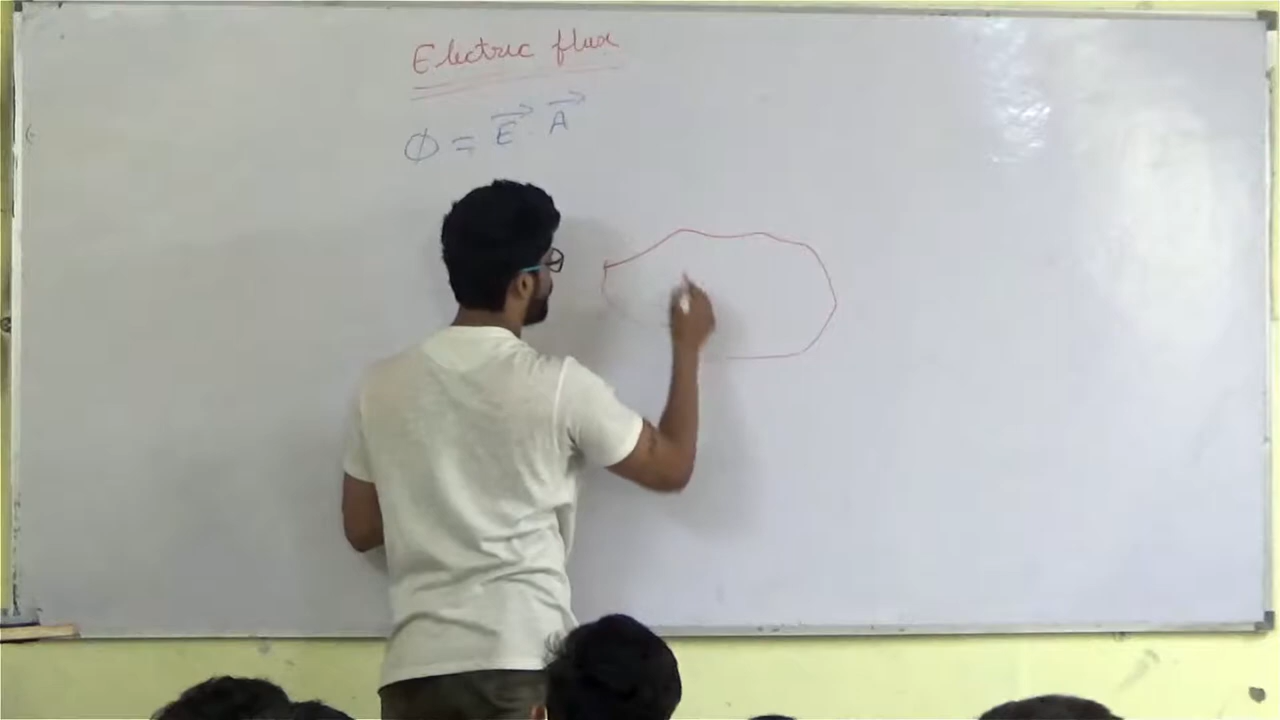 Electric flux
ϕ = E⃗ . A⃗